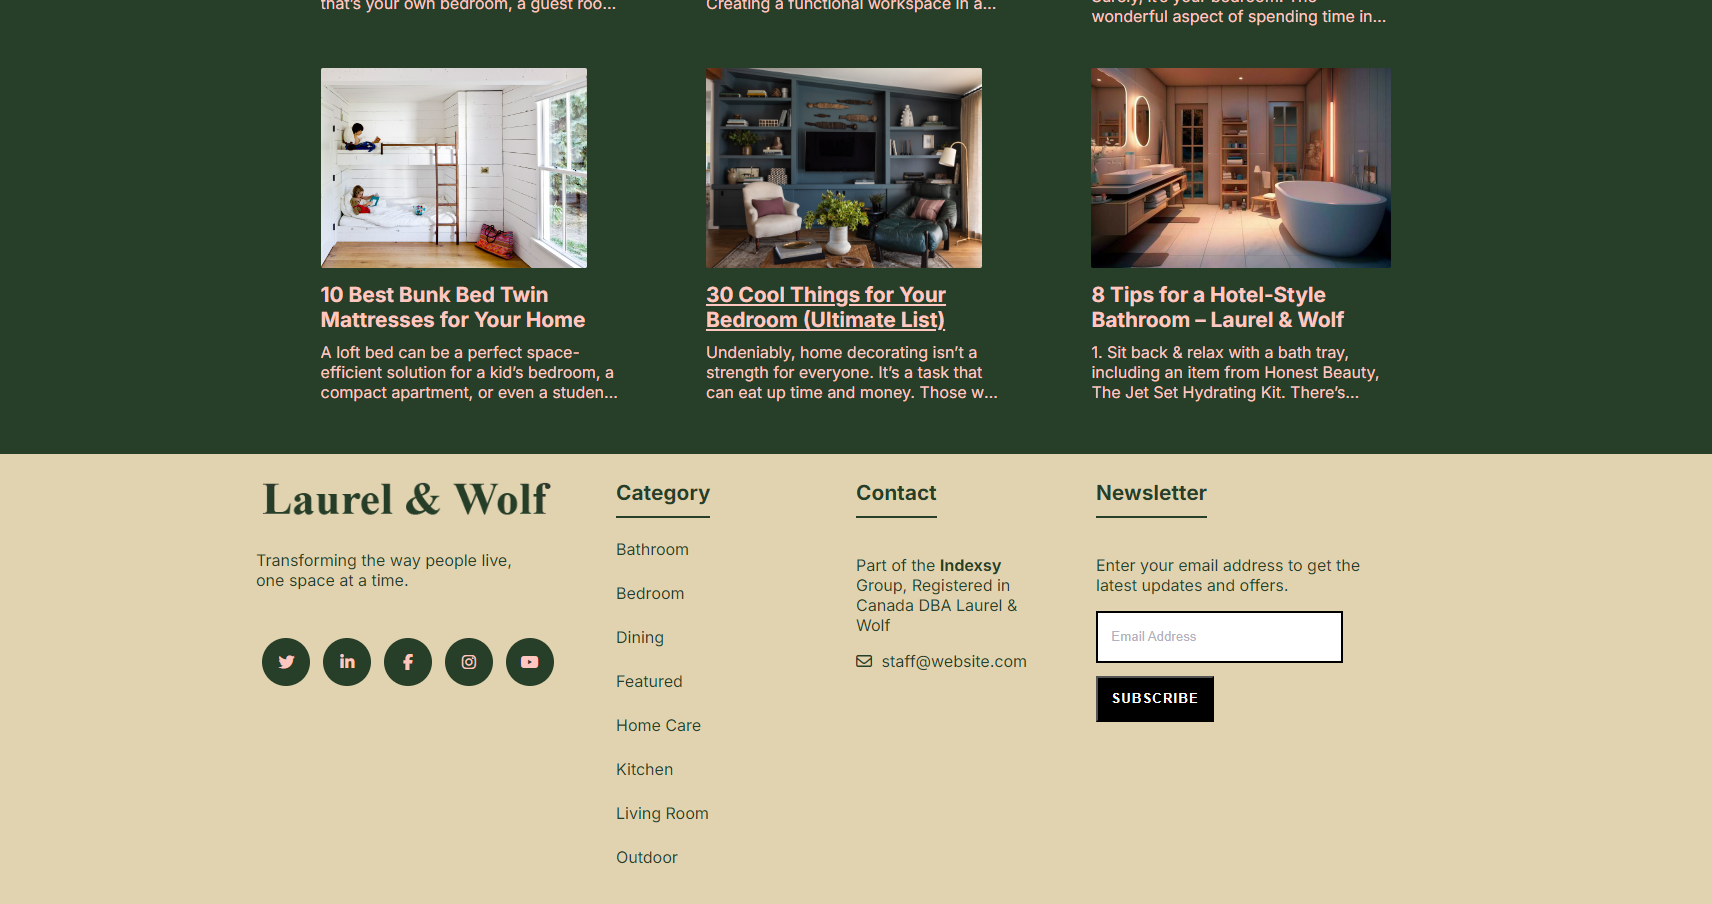 that's your own bedroom, a guest roo...
Creating a functional workspace in a...
Surely, it's your bedroom! The
wonderful aspect of spending time in...
10 Best Bunk Bed Twin
Mattresses for Your Home
A loft bed can be a perfect space-
efficient solution for a kid's bedroom, a
compact apartment, or even a studen...
30 Cool Things for Your
Bedroom (Ultimate List)
Undeniably, home decorating isn't a
strength for everyone. It's a task that
can eat up time and money. Those w...
8 Tips for a Hotel-Style
Bathroom – Laurel & Wolf
1. Sit back & relax with a bath tray,
including an item from Honest Beauty,
The Jet Set Hydrating Kit. There's...
Laurel & Wolf
Transforming the way people live,
one space at a time.
Category
Bathroom
Bedroom
Dining
Featured
Home Care
Kitchen
Living Room
Outdoor
Contact
Part of the Indexsy
Group, Registered in
Canada DBA Laurel &
Wolf
staff@website.com
Newsletter
Enter your email address to get the
latest updates and offers.
Email Address
SUBSCRIBE